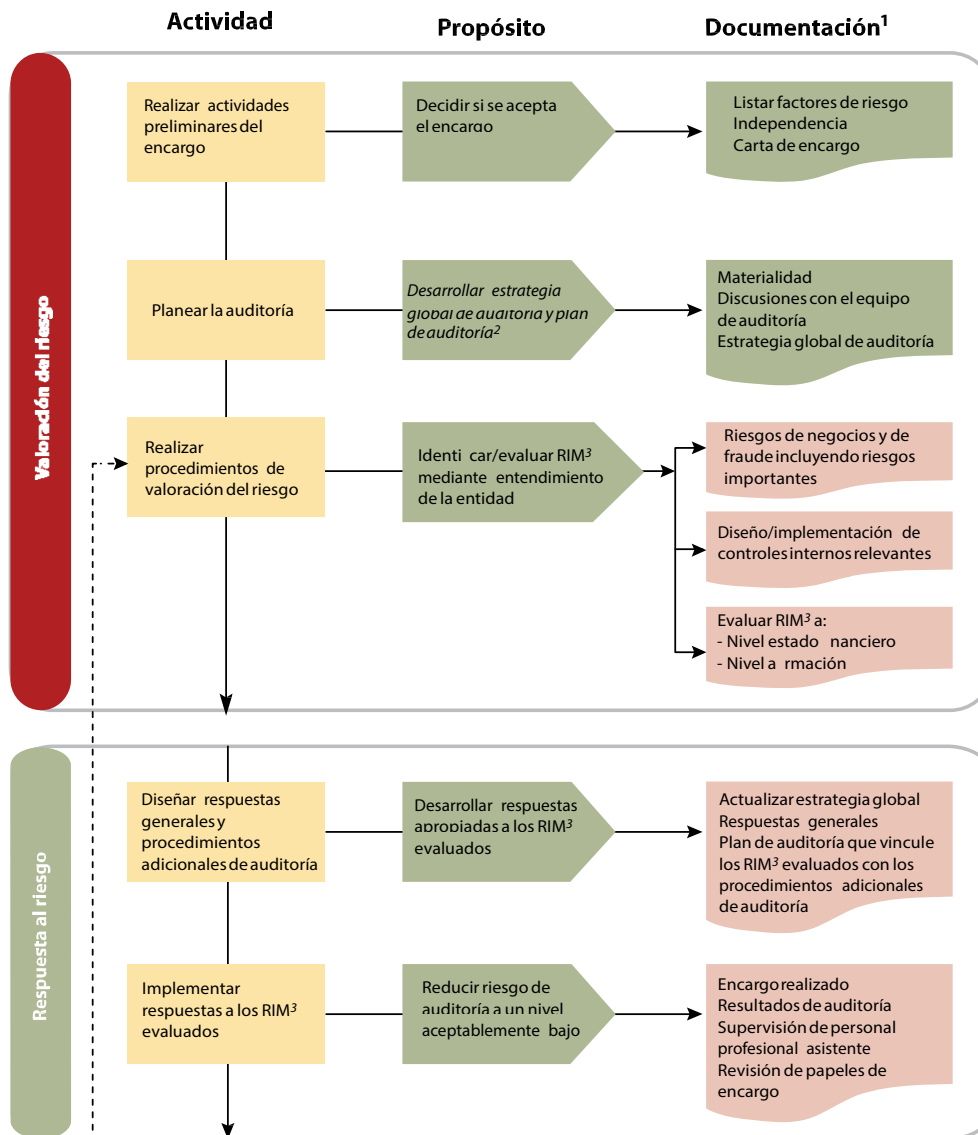 Actividad
Propósito
Documentación¹
Valoración del riesgo
Realizar actividades
preliminares del
encargo
Decidir si se acepta
el encargo
Listar factores de riesgo
Independencia
Carta de encargo
Planear la auditoría
Desarrollar estrategia
global de auditoría y plan
de auditoría²
Materialidad
Discusiones con el equipo
de auditoría
Estrategia global de auditoría
Realizar
procedimientos de
valoración del riesgo
Identi car/evaluar RIM³
mediante entendimiento
de la entidad
Riesgos de negocios y de
fraude incluyendo riesgos
importantes
Diseño/implementación de
controles internos relevantes
Evaluar RIM³ a:
- Nivel estado nanciero
- Nivel a rmación
Respuesta al riesgo
Diseñar respuestas
generales y
procedimientos
adicionales de auditoría
Desarrollar respuestas
apropiadas a los RIM³
evaluados
Actualizar estrategia global
Respuestas generales
Plan de auditoría que vincule
los RIM³ evaluados con los
procedimientos adicionales
de auditoría
Implementar
respuestas a los RIM³
evaluados
Reducir riesgo de
auditoría a un nivel
aceptablemente bajo
Encargo realizado
Resultados de auditoría
Supervisión de personal
profesional asistente
Revisión de papeles de
encargo